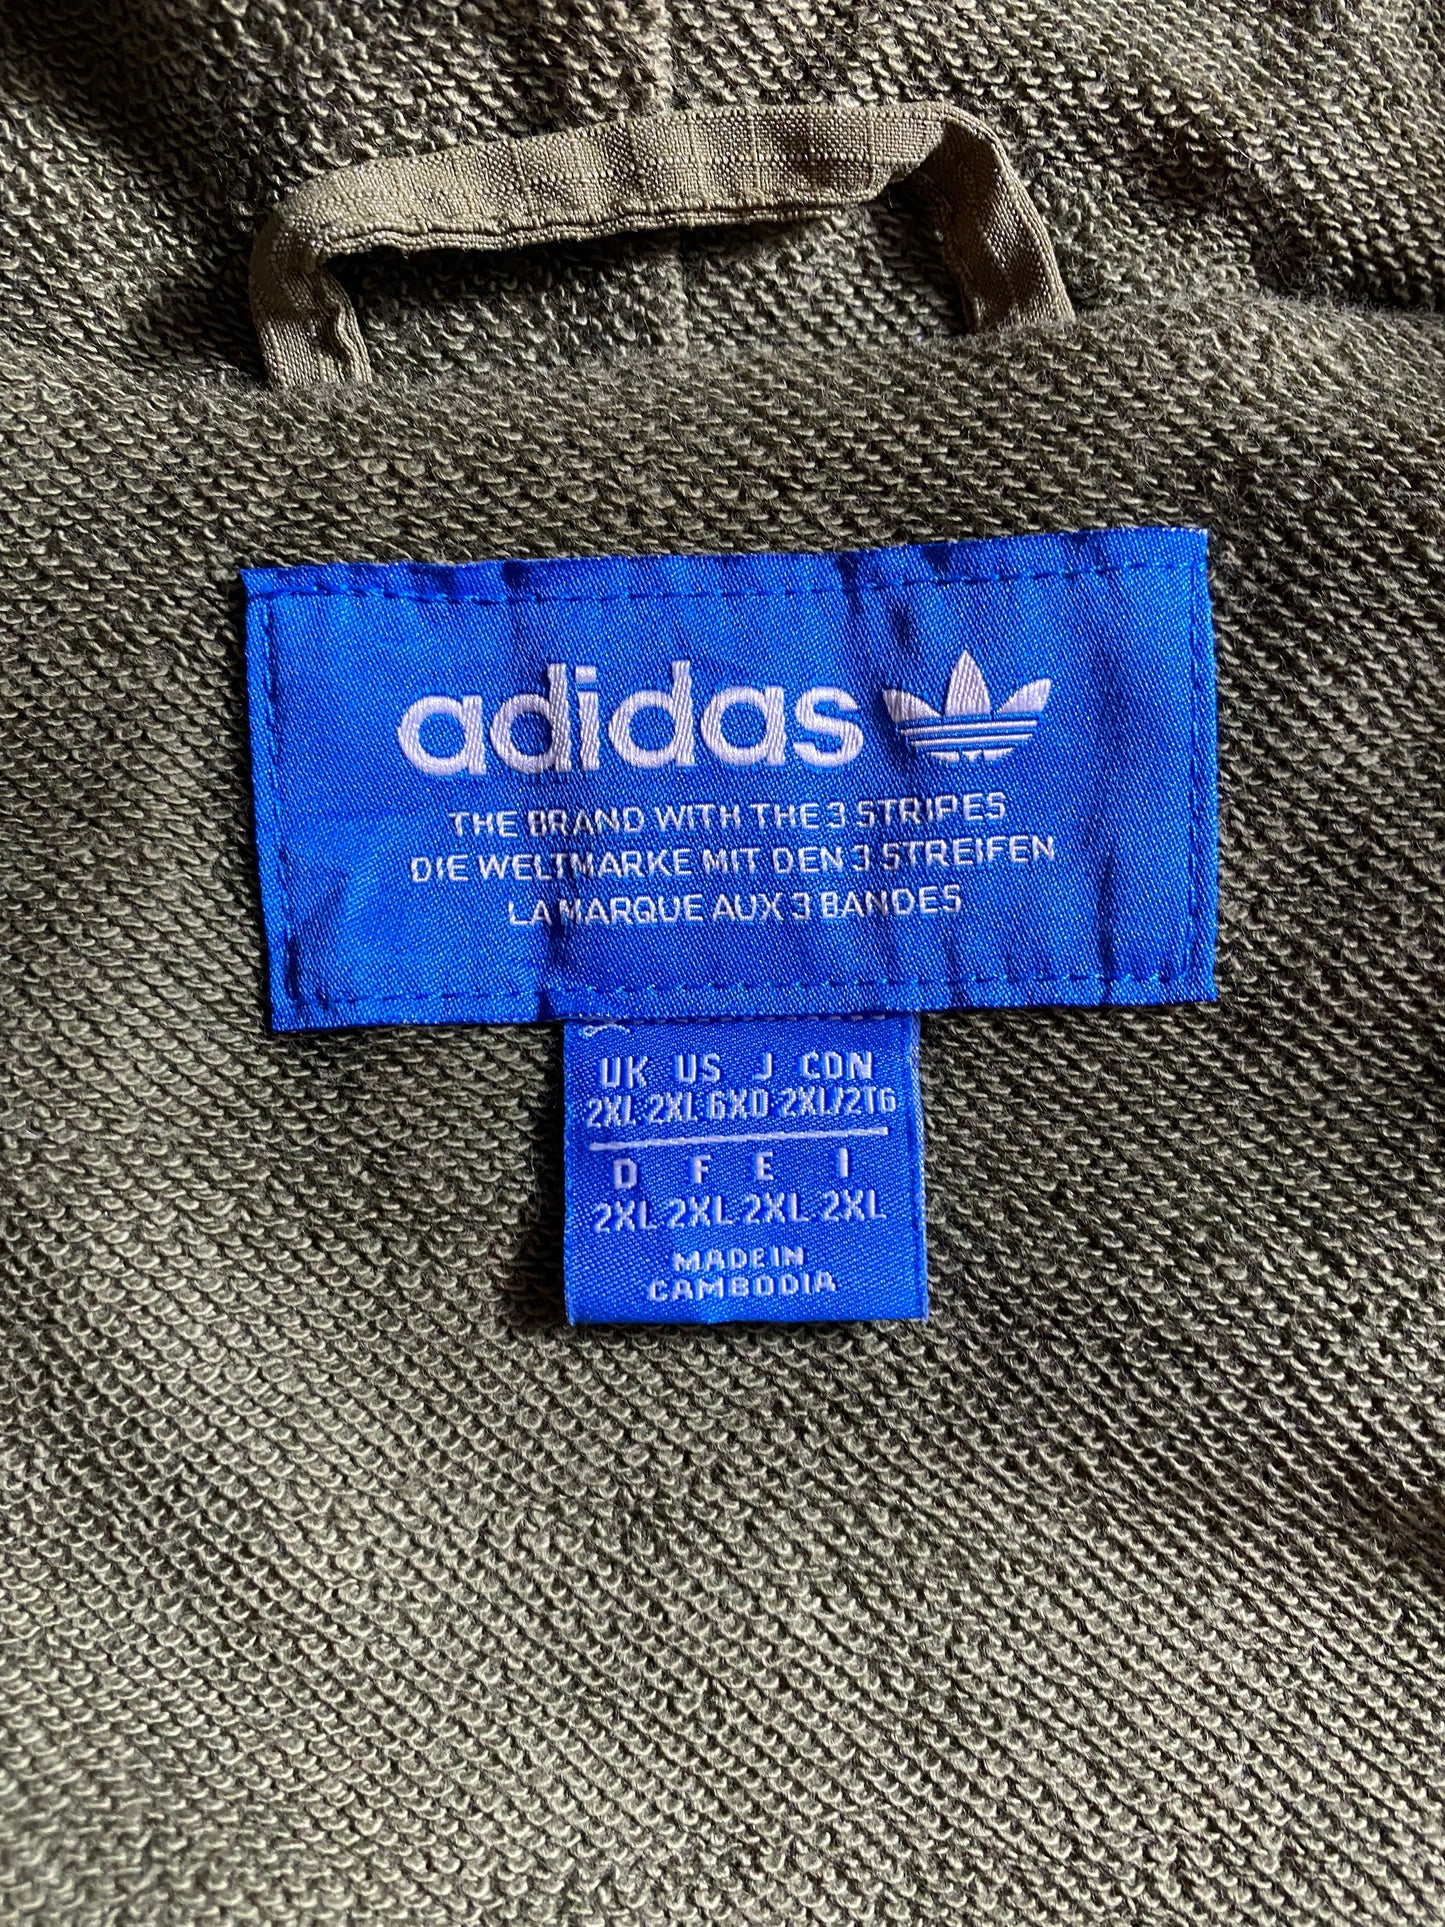 adidas
THE BRAND WITH THE 3 STRIPES
DIE WELTMARKE MIT DEN 3 STREIFEN
LA MARQUE AUX 3 BANDES
UK US J CDN
2XL 2XL 6XO 2XL/2TG
D F E I
2XL 2XL 2XL 2XL
MADE IN
CAMBODIA